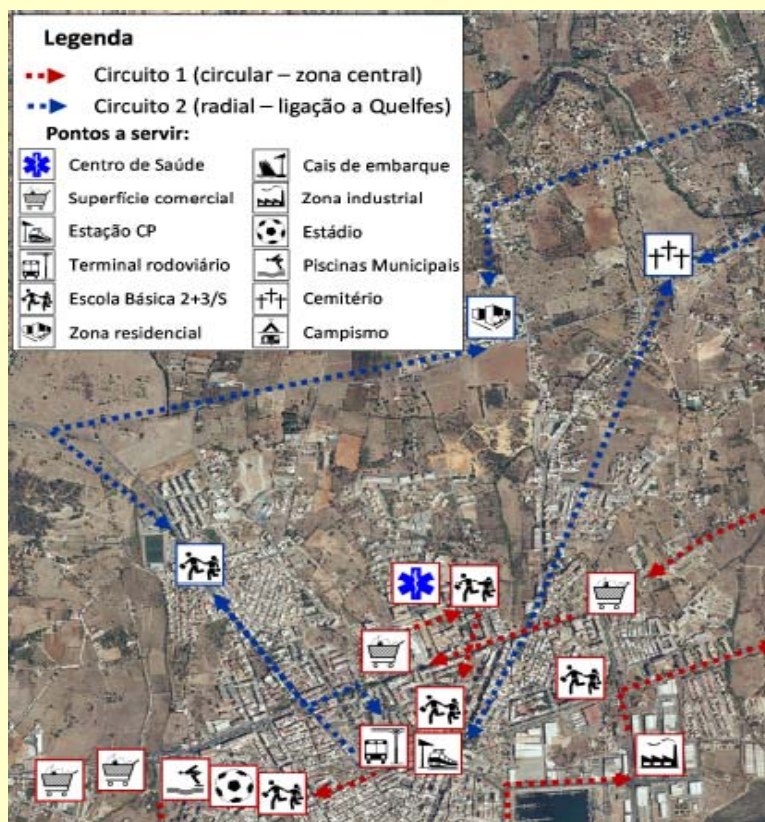 Legenda
Circuito 1 (circular – zona central)
Circuito 2 (radial – ligação a Quelfes)
Pontos a servir:
Centro de Saúde
Cais de embarque
Superfície comercial
Zona industrial
Estação CP
Estádio
Terminal rodoviário
Piscinas Municipais
Escola Básica 2+3/S
Cemitério
Zona residencial
Campismo